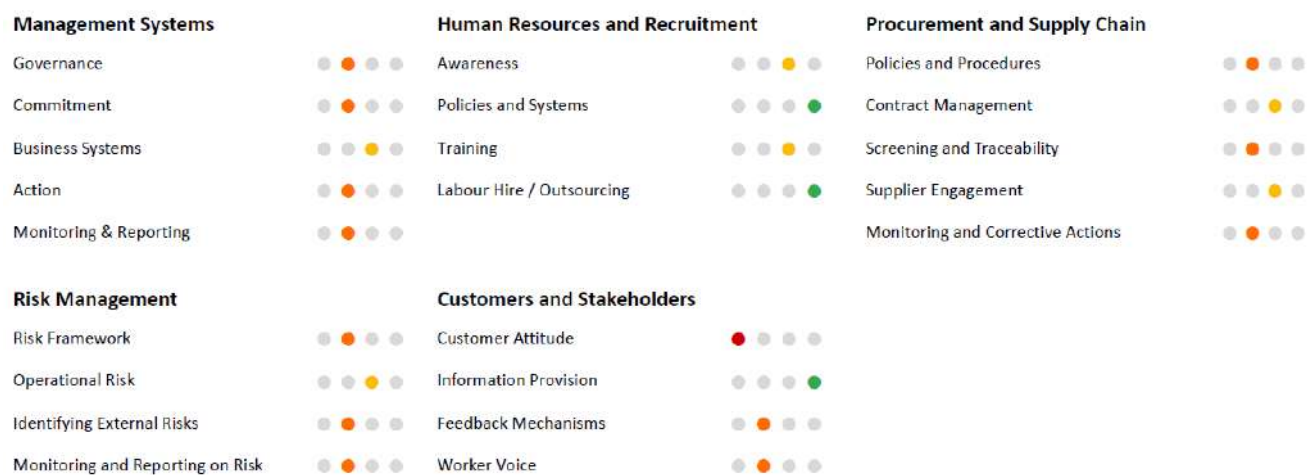 Management Systems
Governance
Commitment
Business Systems
Action
Monitoring & Reporting
Human Resources and Recruitment
Awareness
Policies and Systems
Training
Labour Hire / Outsourcing
Procurement and Supply Chain
Policies and Procedures
Contract Management
Screening and Traceability
Supplier Engagement
Monitoring and Corrective Actions
Risk Management
Risk Framework
Operational Risk
Identifying External Risks
Monitoring and Reporting on Risk
Customers and Stakeholders
Customer Attitude
Information Provision
Feedback Mechanisms
Worker Voice